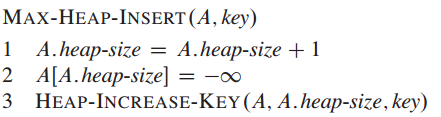 MAX-HEAP-INSERT(A, key)
1 A.heap-size = A.heap-size + 1
2 A[A.heap-size] = −∞
3 HEAP-INCREASE-KEY(A, A.heap-size, key)